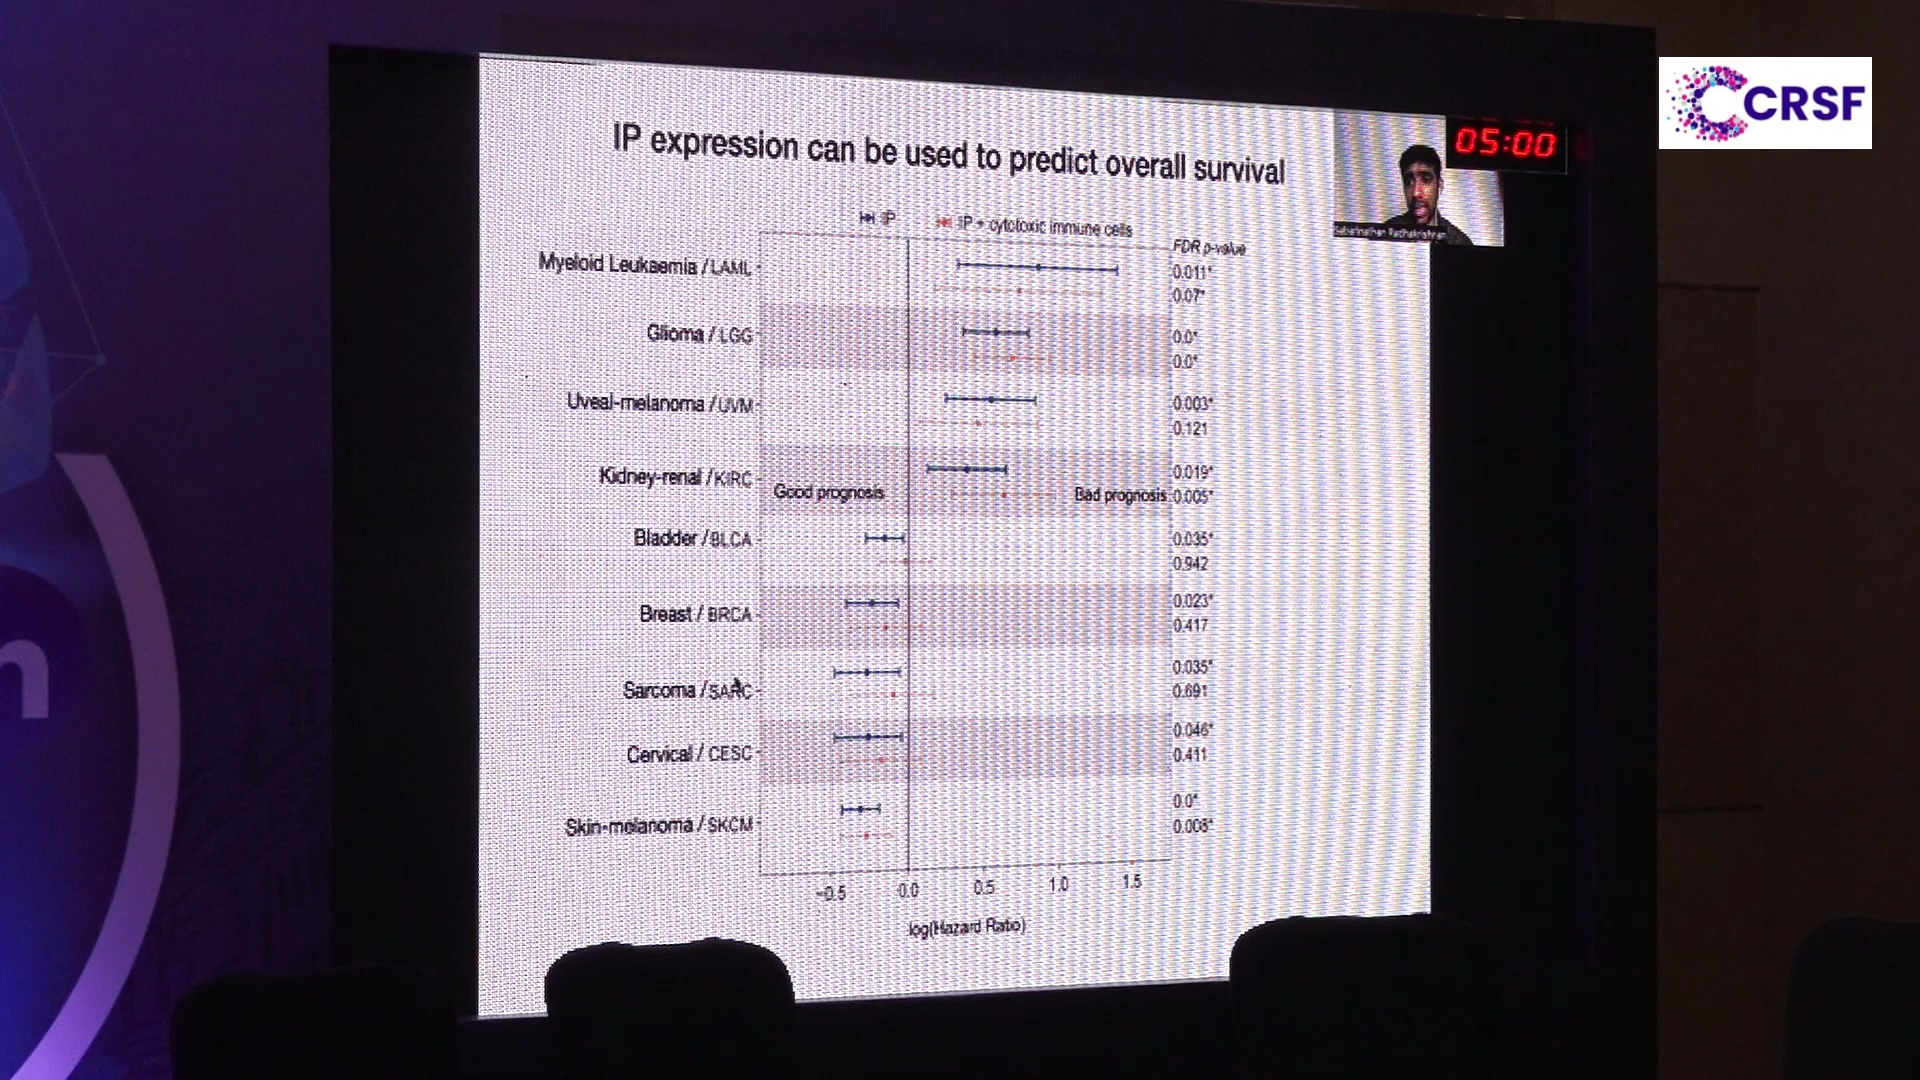 CCRSF
05:00
IP expression can be used to predict overall survival
IP
IP + cytotoxic immune cells
FDR p-value
Myeloid Leukaemia / LAML
0.011*
0.07*
Glioma / LGG
0.0*
0.0*
Uveal-melanoma / UVM
0.003*
0.121
Kidney-renal / KIRC
0.019*
Good prognosis
Bad prognosis
0.005*
Bladder / BLCA
0.035*
0.942
Breast / BRCA
0.023*
0.417
Sarcoma / SARC
0.035*
0.691
Cervical / CESC
0.046*
0.411
Skin-melanoma / SKCM
0.0*
-0.5 0.0 0.5 1.0 1.5
log(Hazard Ratio)
n